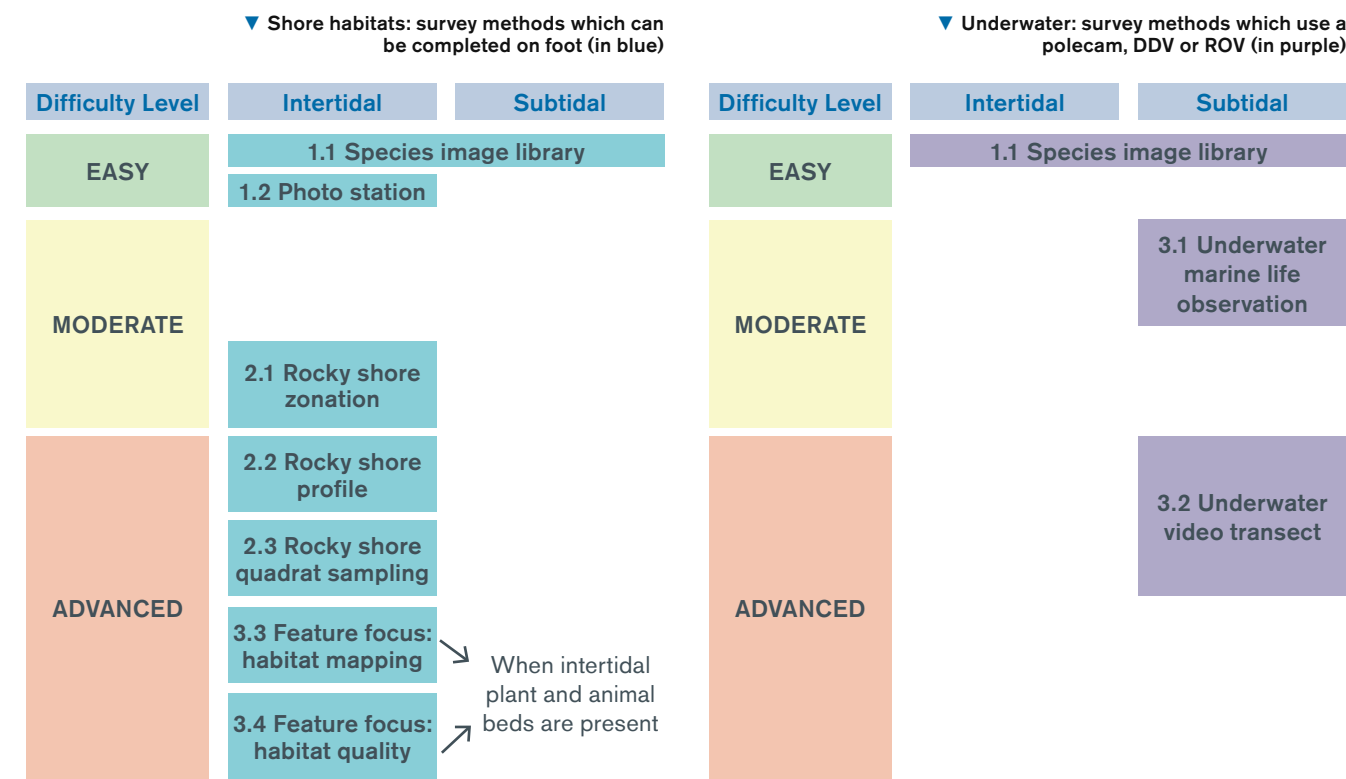 ▼ Shore habitats: survey methods which can
be completed on foot (in blue)
Difficulty Level
Intertidal
Subtidal
EASY
1.1 Species image library
1.2 Photo station
MODERATE
2.1 Rocky shore
zonation
ADVANCED
2.2 Rocky shore
profile
2.3 Rocky shore
quadrat sampling
3.3 Feature focus:
habitat mapping
3.4 Feature focus:
habitat quality
When intertidal
plant and animal
beds are present
▼ Underwater: survey methods which use a
polecam, DDV or ROV (in purple)
Difficulty Level
Intertidal
Subtidal
EASY
1.1 Species image library
MODERATE
3.1 Underwater
marine life
observation
ADVANCED
3.2 Underwater
video transect